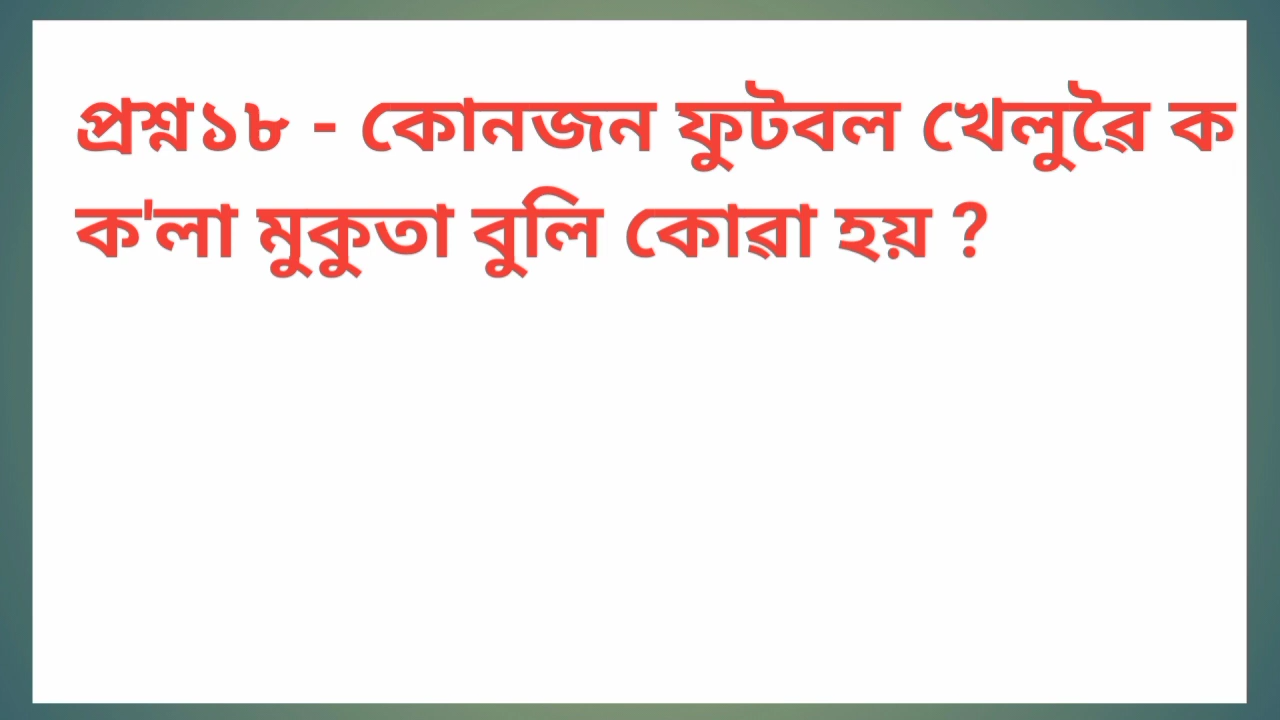 প্ৰশ্ন১৮ - কোনজন ফুটবল খেলুৱৈ ক
ক'লা মুকুতা বুলি কোৱা হয় ?